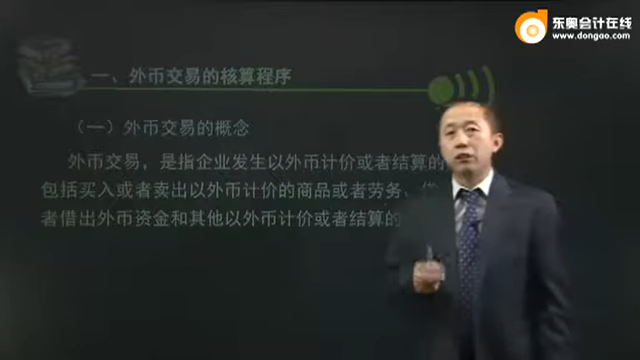 东奥会计在线
www.dongao.com
一、外币交易的核算程序
（一）外币交易的概念
外币交易，是指企业发生以外币计价或者结算的
包括买入或者卖出以外币计价的商品或者劳务、
者借出外币资金和其他以外币计价或者结算的